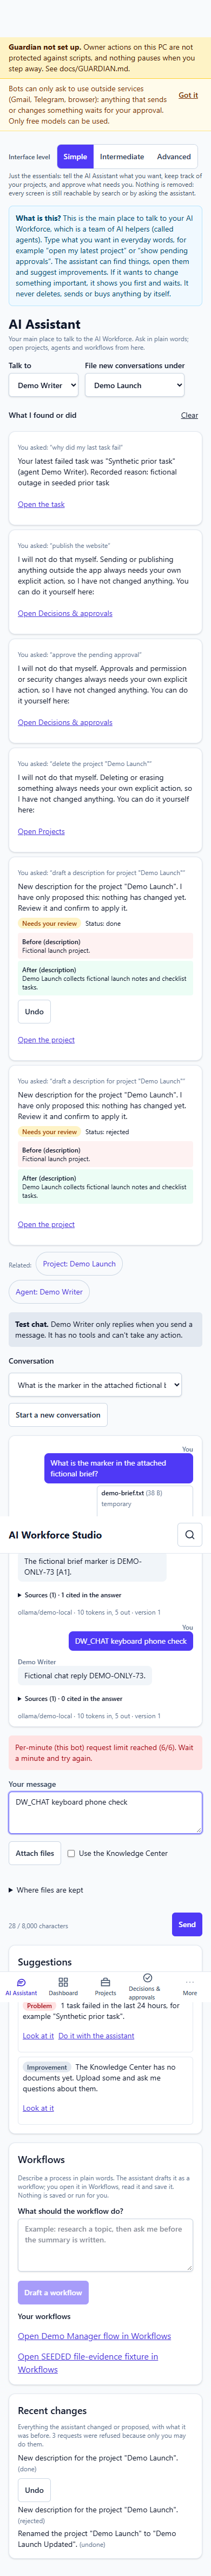 Guardian not set up. Owner actions on this PC are not
protected against scripts, and nothing pauses when you
step away. See docs/GUARDIAN.md.
Bots can only ask to use outside services
(Gmail, Telegram, browser): anything that sends
or changes something waits for your approval.
Only free models can be used.
Got it
Interface level
Simple
Intermediate
Advanced
Just the essentials: tell the AI Assistant what you want, keep track of
your projects, and approve what needs you. Nothing is removed:
every screen is still reachable by search or by asking the assistant.
What is this? This is the main place to talk to your AI
Workforce, which is a team of AI helpers (called
agents). Type what you want in everyday words, for
example “open my latest project” or “show pending
approvals”. The assistant can find things, open them
and suggest improvements. If it wants to change
something important, it shows you first and waits. It
never deletes, sends or buys anything by itself.
AI Assistant
Your main place to talk to the AI Workforce. Ask in plain words;
open projects, agents and workflows from here.
Talk to
File new conversations under
Demo Writer
Demo Launch
What I found or did
Clear
You asked: "why did my last task fail"
Your latest failed task was "Synthetic prior task"
(agent Demo Writer). Recorded reason: fictional
outage in seeded prior task
Open the task
You asked: "publish the website"
I will not do that myself. Sending or publishing
anything outside the app always needs your own
explicit action, so I have not changed anything. You
can do it yourself here:
Open Decisions & approvals
You asked: "approve the pending approval"
I will not do that myself. Approvals and permission
or security changes always needs your own explicit
action, so I have not changed anything. You can do
it yourself here:
Open Decisions & approvals
You asked: "delete the project "Demo Launch""
I will not do that myself. Deleting or erasing
something always needs your own explicit action, so
I have not changed anything. You can do it yourself
here:
Open Projects
You asked: "draft a description for project "Demo Launch""
New description for the project "Demo Launch". I
have only proposed this; nothing has changed yet.
Review it and confirm to apply it.
Needs your review
Status: done
Before (description)
Fictional launch project.
After (description)
Demo Launch collects fictional launch notes and checklist
tasks.
Undo
Open the project
You asked: "draft a description for project "Demo Launch""
New description for the project "Demo Launch". I
have only proposed this; nothing has changed yet.
Review it and confirm to apply it.
Needs your review
Status: rejected
Before (description)
Fictional launch project.
After (description)
Demo Launch collects fictional launch notes and checklist
tasks.
Open the project
Related:
Project: Demo Launch
Agent: Demo Writer
Test chat. Demo Writer only replies when you send a
message. It has no tools and can't take any action.
Conversation
What is the marker in the attached fictional
Start a new conversation
You
What is the marker in the attached
fictional brief?
demo-brief.txt (38 B)
temporary
AI Workforce Studio
The fictional brief marker is DEMO-
ONLY-73 [A1].
Sources (1) · 1 cited in the answer
ollama/demo-local · 10 tokens in, 5 out · version 1
You
DW_CHAT keyboard phone check
Demo Writer
Fictional chat reply DEMO-ONLY-73.
Sources (1) · 0 cited in the answer
ollama/demo-local · 10 tokens in, 5 out · version 1
Per-minute (this bot) request limit reached (6/6). Wait
a minute and try again.
Your message
DW_CHAT keyboard phone check
Attach files
Use the Knowledge Center
Where files are kept
28 / 8,000 characters
Send
Suggestions
AI Assistant
Dashboard
Projects
Decisions &
approvals
More
Problem 1 task failed in the last 24 hours, for
example "Synthetic prior task".
Look at it Do it with the assistant
Improvement The Knowledge Center has no
documents yet. Upload some and ask me
questions about them.
Look at it
Workflows
Describe a process in plain words. The assistant drafts it as a
workflow; you open it in Workflows, read it and save it.
Nothing is saved or run for you.
What should the workflow do?
Example: research a topic, then ask me before
the summary is written.
Draft a workflow
Your workflows
Open Demo Manager flow in Workflows
Open SEEDED file-evidence fixture in
Workflows
Recent changes
Everything the assistant changed or proposed, with what it
was before. 3 requests were refused because only you may
do them.
New description for the project "Demo Launch".
(done)
Undo
New description for the project "Demo Launch".
(rejected)
Renamed the project "Demo Launch" to "Demo
Launch Updated". (undone)